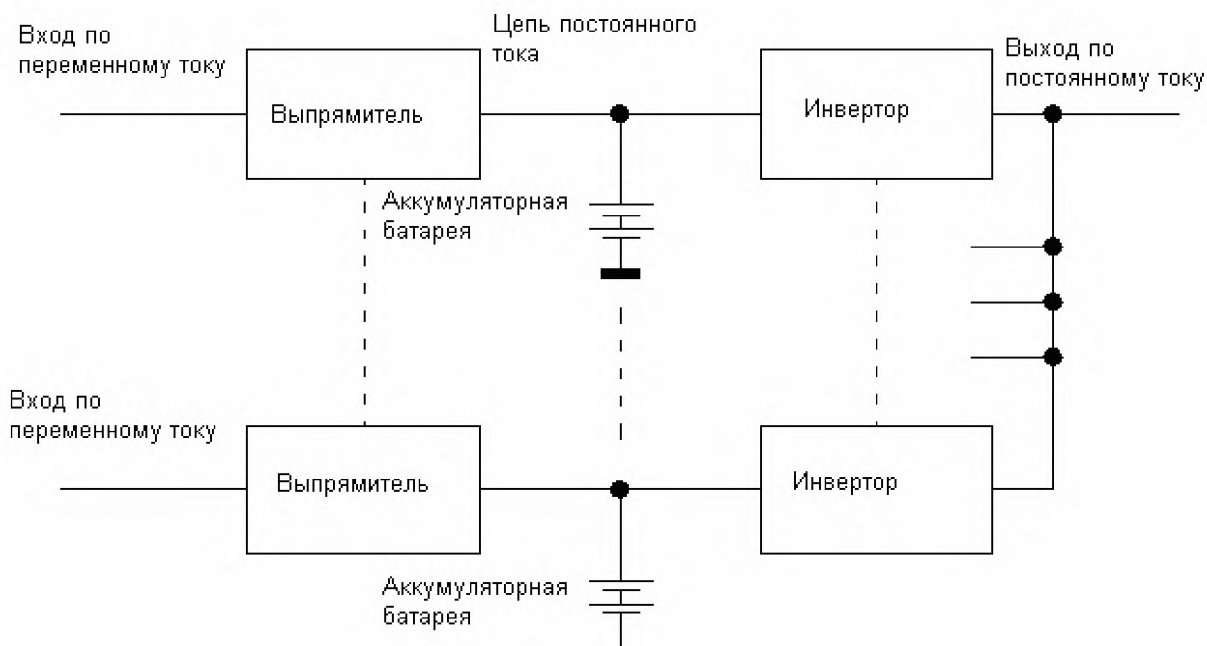 Вход по
переменному току
Цепь постоянного
тока
Выход по
постоянному току
Выпрямитель
Инвертор
Аккумуляторная
батарея
Вход по
переменному току
Выпрямитель
Инвертор
Аккумуляторная
батарея